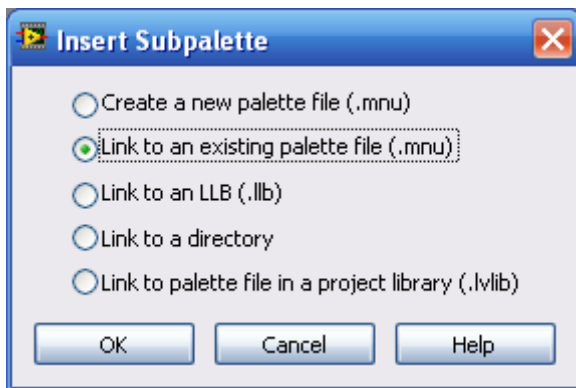 Insert Subpalette
Create a new palette file (.mnu)
Link to an existing palette file (.mnu)
Link to an LLB (.llb)
Link to a directory
Link to palette file in a project library (.lvlib)
OK Cancel Help